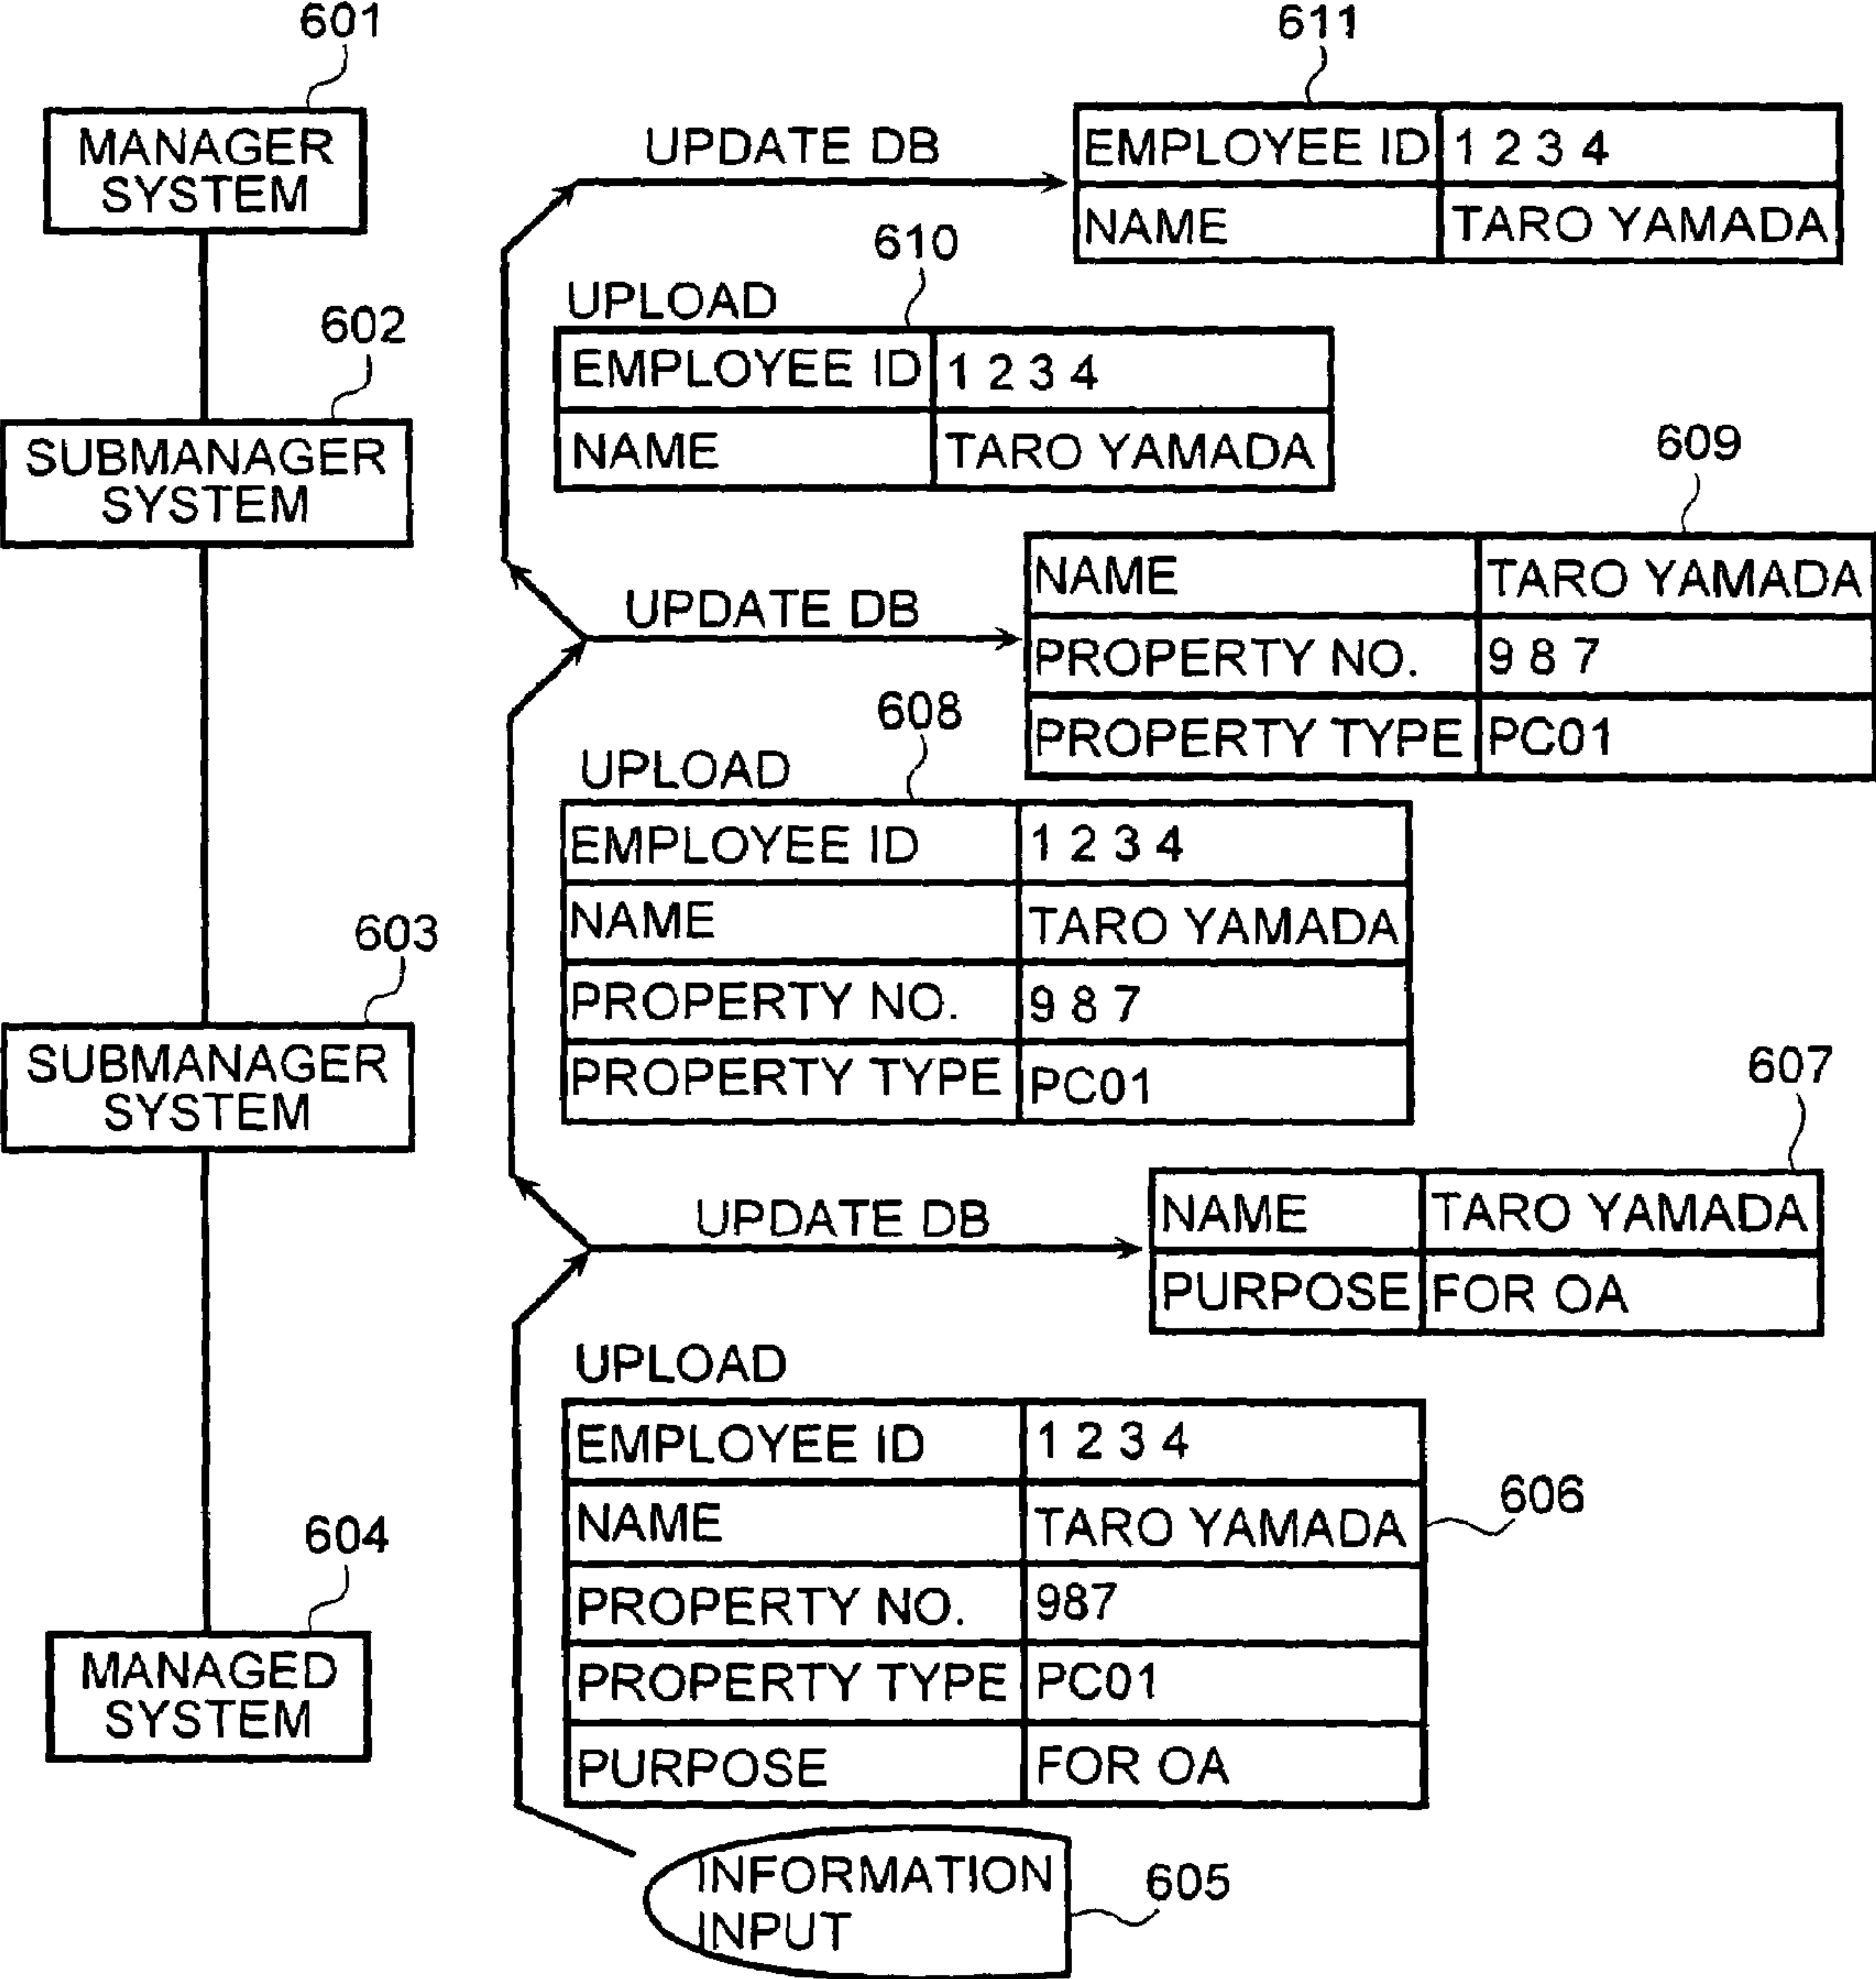 601
MANAGER
SYSTEM
602
SUBMANAGER
SYSTEM
603
SUBMANAGER
SYSTEM
604
MANAGED
SYSTEM
611
UPDATE DB
EMPLOYEE ID 1 2 3 4
NAME TARO YAMADA
610
UPLOAD
EMPLOYEE ID 1 2 3 4
NAME TARO YAMADA
609
UPDATE DB
NAME TARO YAMADA
PROPERTY NO. 9 8 7
PROPERTY TYPE PC01
608
UPLOAD
EMPLOYEE ID 1 2 3 4
NAME TARO YAMADA
PROPERTY NO. 9 8 7
PROPERTY TYPE PC01
607
UPDATE DB
NAME TARO YAMADA
PURPOSE FOR OA
UPLOAD
EMPLOYEE ID 1 2 3 4
NAME TARO YAMADA
606
PROPERTY NO. 987
PROPERTY TYPE PC01
PURPOSE FOR OA
INFORMATION
INPUT
605